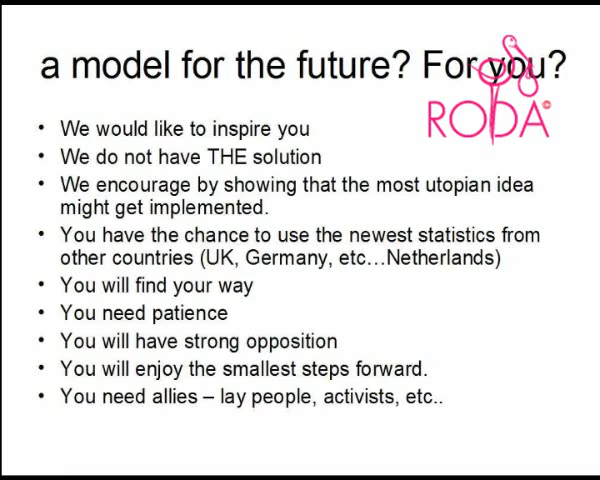 a model for the future? For you?
RODA©
• We would like to inspire you
• We do not have THE solution
• We encourage by showing that the most utopian idea
might get implemented.
• You have the chance to use the newest statistics from
other countries (UK, Germany, etc…Netherlands)
• You will find your way
• You need patience
• You will have strong opposition
• You will enjoy the smallest steps forward.
• You need allies – lay people, activists, etc..